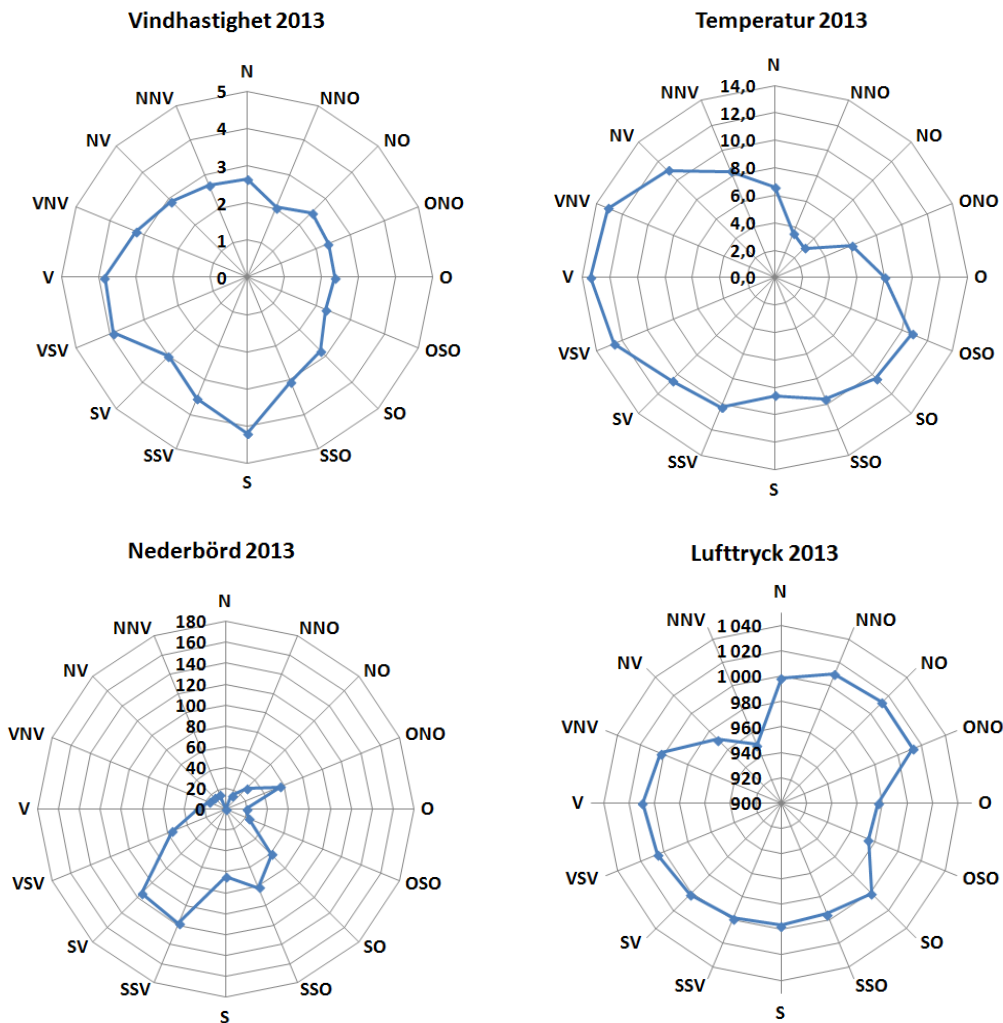 Vindhastighet 2013
N
NNO
NO
ONO
O
OSO
SO
SSO
S
SSV
SV
VSV
V
VNV
NV
NNV
5
4
3
2
1
0
Temperatur 2013
N
NNO
NO
ONO
O
OSO
SO
SSO
S
SSV
SV
VSV
V
VNV
NV
NNV
14,0
12,0
10,0
8,0
6,0
4,0
2,0
0,0
Nederbörd 2013
N
NNO
NO
ONO
O
OSO
SO
SSO
S
SSV
SV
VSV
V
VNV
NV
NNV
180
160
140
120
100
80
60
40
20
0
Lufttryck 2013
N
NNO
NO
ONO
O
OSO
SO
SSO
S
SSV
SV
VSV
V
VNV
NV
NNV
1 040
1 020
1 000
980
960
940
920
900